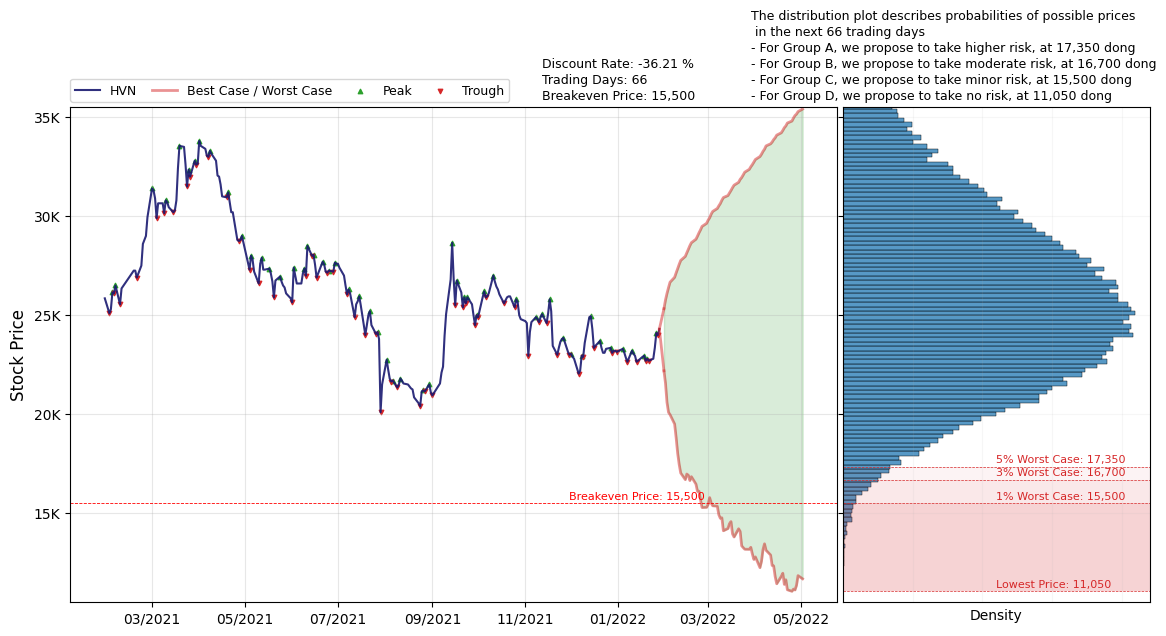 The distribution plot describes probabilities of possible prices
in the next 66 trading days
- For Group A, we propose to take higher risk, at 17,350 dong
- For Group B, we propose to take moderate risk, at 16,700 dong
- For Group C, we propose to take minor risk, at 15,500 dong
- For Group D, we propose to take no risk, at 11,050 dong
Discount Rate: -36.21 %
Trading Days: 66
Breakeven Price: 15,500
HVN Best Case / Worst Case Peak Trough
Stock Price
35K
30K
25K
20K
15K
Breakeven Price: 15,500
03/2021 05/2021 07/2021 09/2021 11/2021 01/2022 03/2022 05/2022
5% Worst Case: 17,350
3% Worst Case: 16,700
1% Worst Case: 15,500
Lowest Price: 11,050
Density